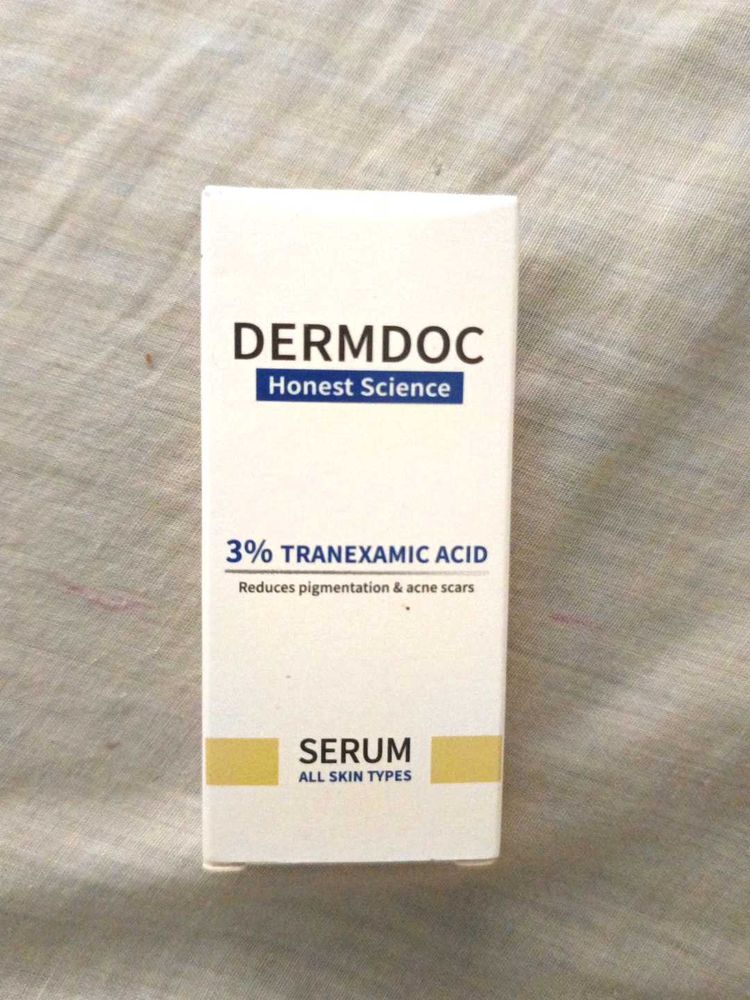 DERMDOC
Honest Science
3% TRANEXAMIC ACID
Reduces pigmentation & acne scars
SERUM
ALL SKIN TYPES